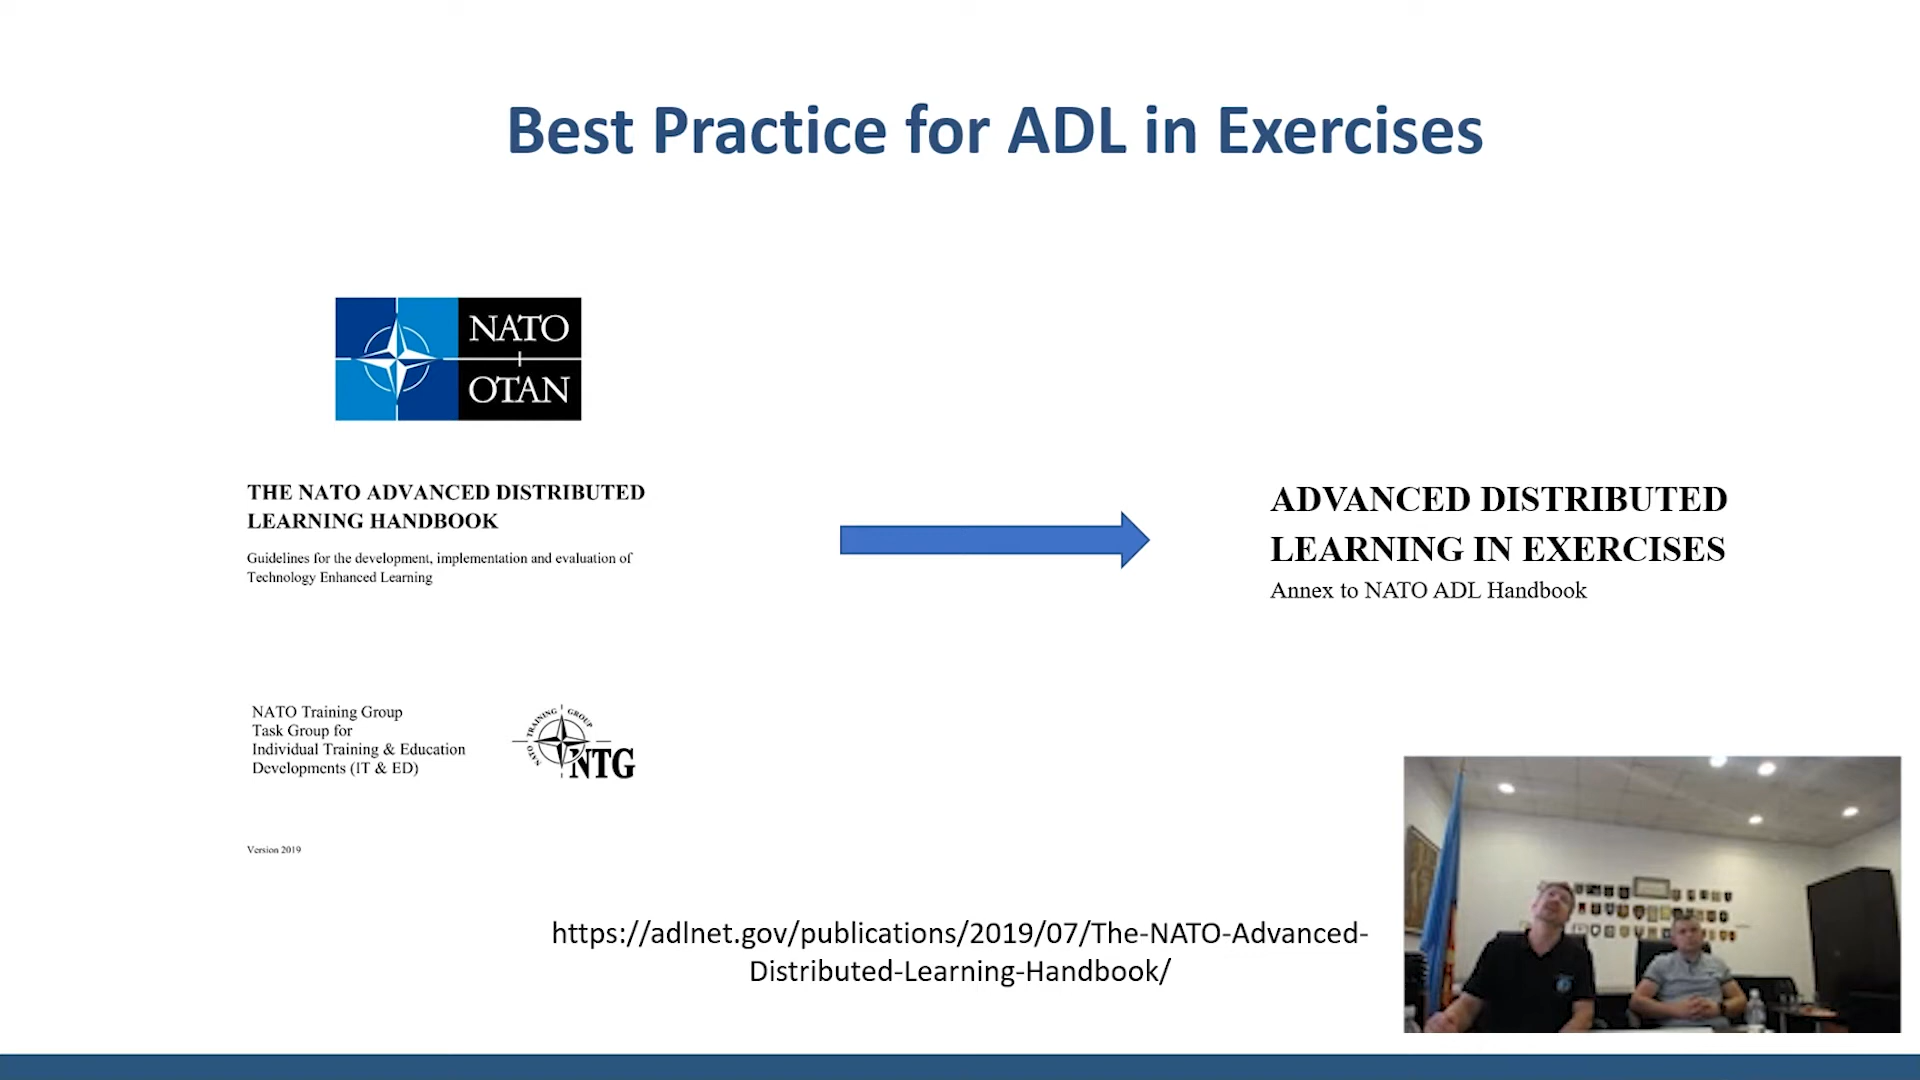 Best Practice for ADL in Exercises
NATO
OTAN
THE NATO ADVANCED DISTRIBUTED
LEARNING HANDBOOK
Guidelines for the development, implementation and evaluation of
Technology Enhanced Learning
ADVANCED DISTRIBUTED
LEARNING IN EXERCISES
Annex to NATO ADL Handbook
NATO Training Group
Task Group for
Individual Training & Education
Developments (IT & ED)
NATO TRAINING GROUP
NTG
Version 2019
https://adlnet.gov/publications/2019/07/The-NATO-Advanced-
Distributed-Learning-Handbook/